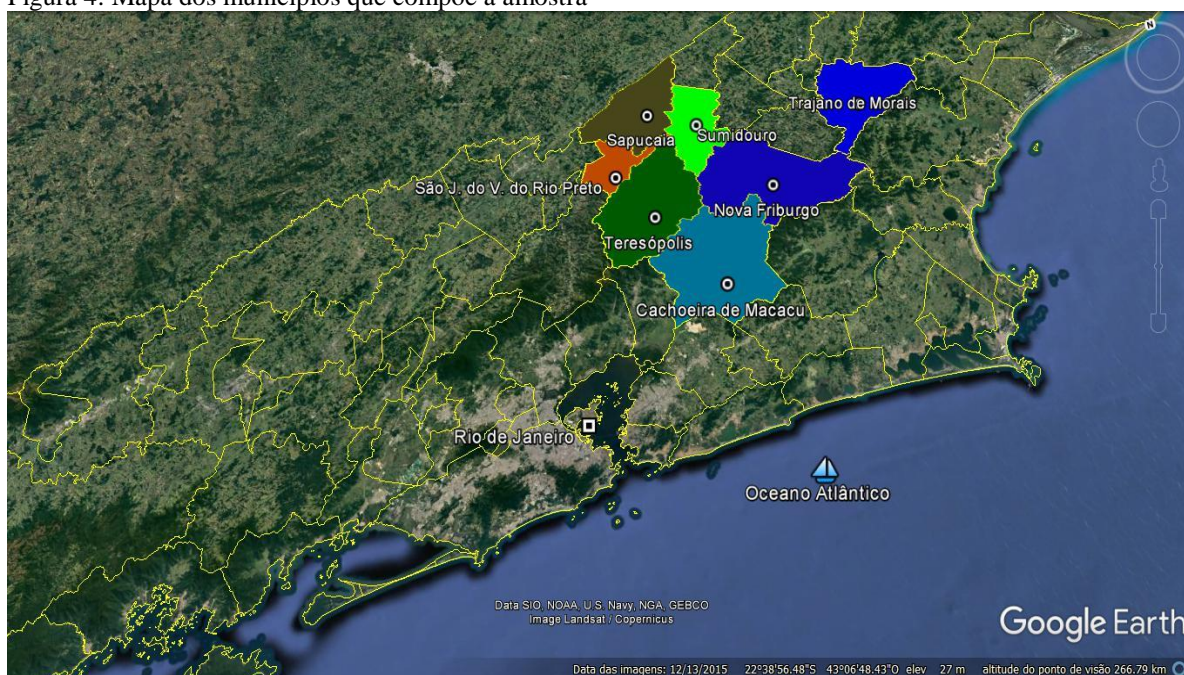 Figura 4: Mapa dos municípios que compõe a amostra
N
Trajano de Morais
Sapucaia
Sumidouro
São J. do V. do Rio Preto
Nova Friburgo
Teresópolis
Cachoeira de Macacu
Rio de Janeiro
Oceano Atlântico
Data SIO, NOAA, U.S. Navy, NGA, GEBCO
Image Landsat / Copernicus
Google Earth
Data das imagens: 12/13/2015 22°38'56.48"S 43°06'48.43"O elev 27 m altitude do ponto de visão 266.79 km